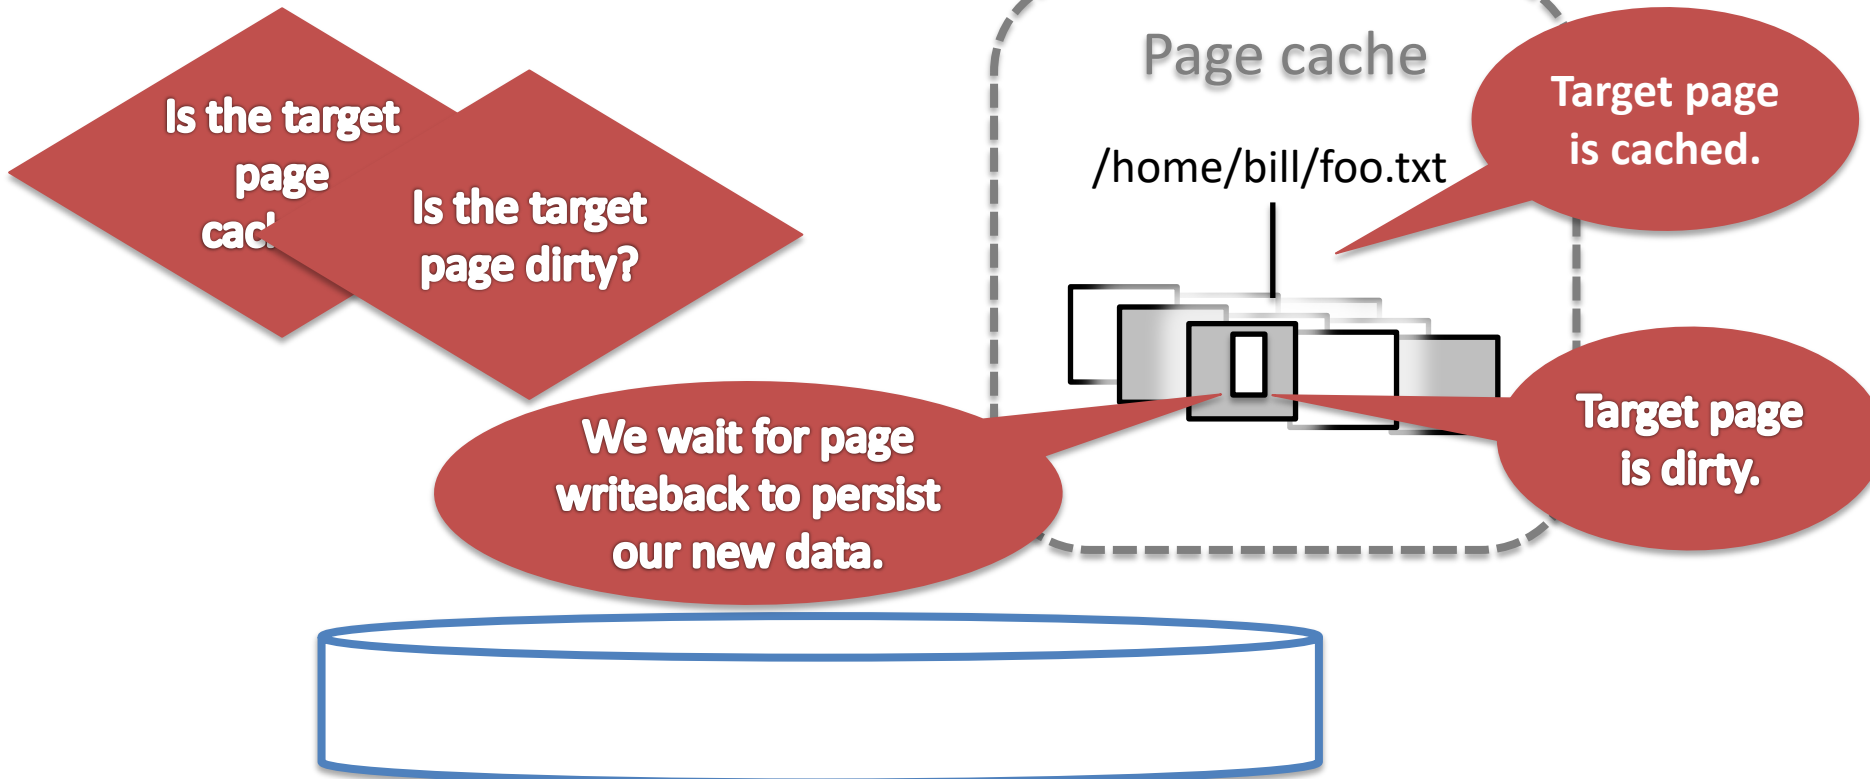 Is the target
page
Is the target
page dirty?
We wait for page
writeback to persist
our new data.
Page cache
/home/bill/foo.txt
Target page
is cached.
Target page
is dirty.